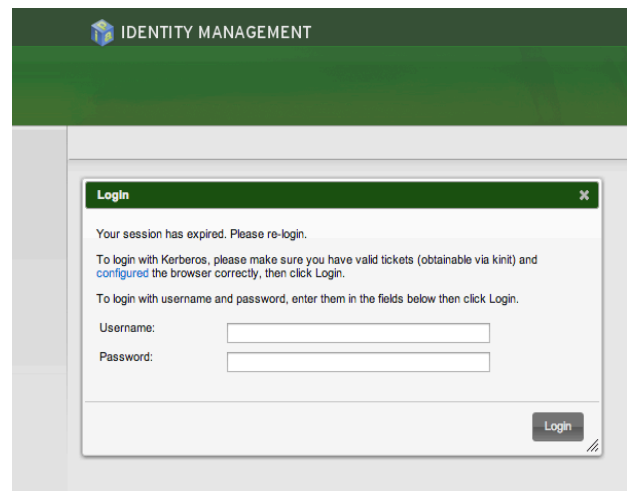 IDENTITY MANAGEMENT
Login
Your session has expired. Please re-login.
To login with Kerberos, please make sure you have valid tickets (obtainable via kinit) and
configured the browser correctly, then click Login.
To login with username and password, enter them in the fields below then click Login.
Username:
Password:
Login